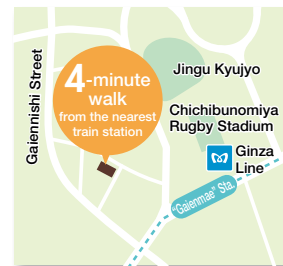 4-minute
walk
from the nearest
train station
Gaiennishi Street
Jingu Kyujyo
Chichibunomiya
Rugby Stadium
Ginza
Line
"Gaienmae" Sta.